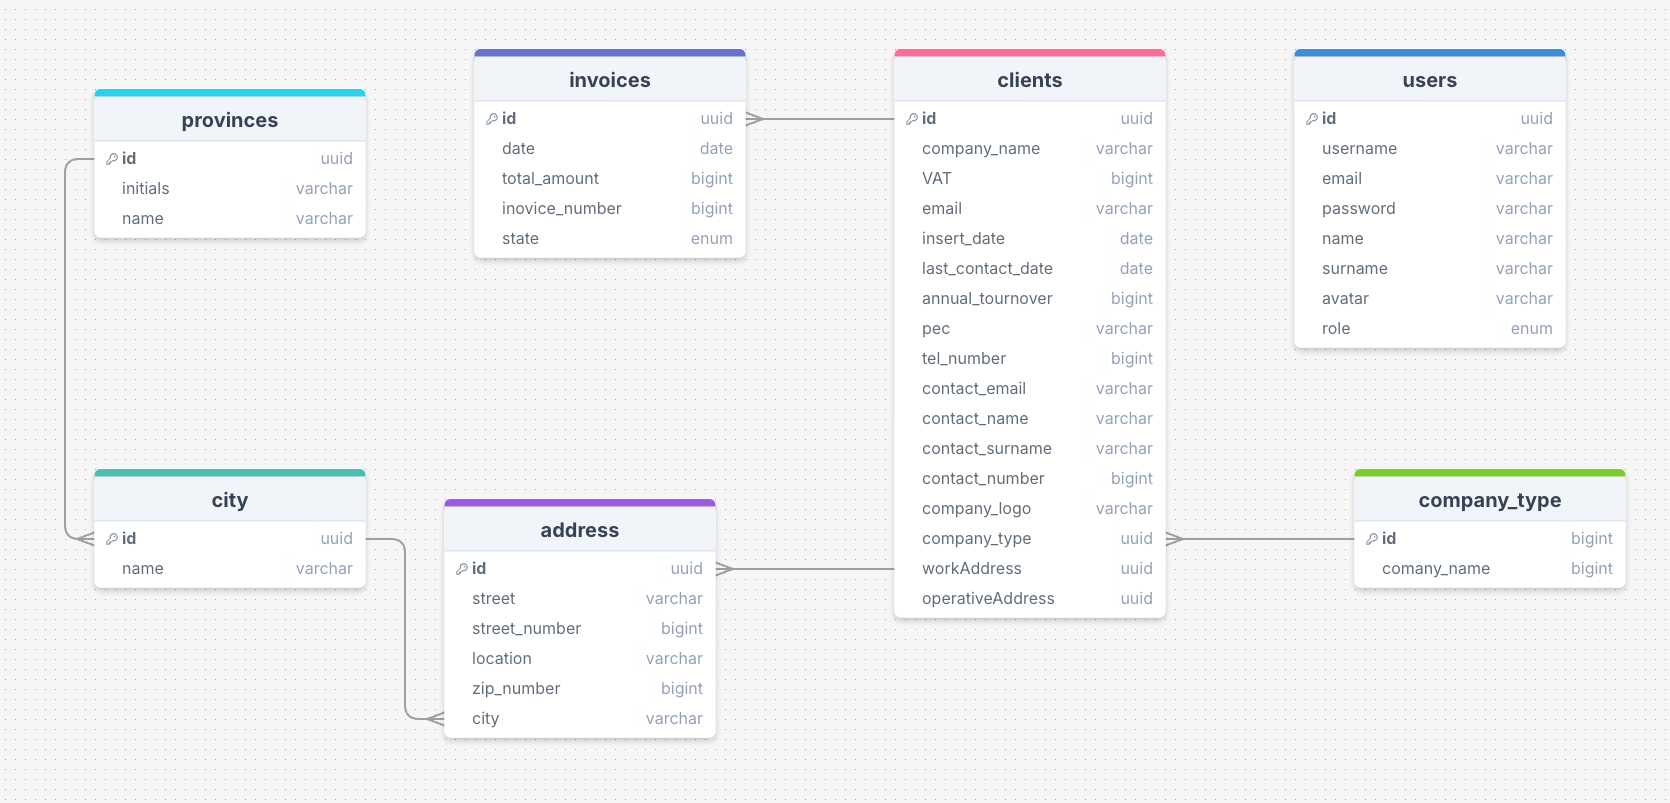 provinces
id uuid
initials varchar
name varchar
invoices
id uuid
date date
total_amount bigint
inovice_number bigint
state enum
clients
id uuid
company_name varchar
VAT bigint
email varchar
insert_date date
last_contact_date date
annual_tournover bigint
pec varchar
tel_number bigint
contact_email varchar
contact_name varchar
contact_surname varchar
contact_number bigint
company_logo varchar
company_type uuid
workAddress uuid
operativeAddress uuid
users
id uuid
username varchar
email varchar
password varchar
name varchar
surname varchar
avatar varchar
role enum
city
id uuid
name varchar
address
id uuid
street varchar
street_number bigint
location varchar
zip_number bigint
city varchar
company_type
id bigint
comany_name bigint